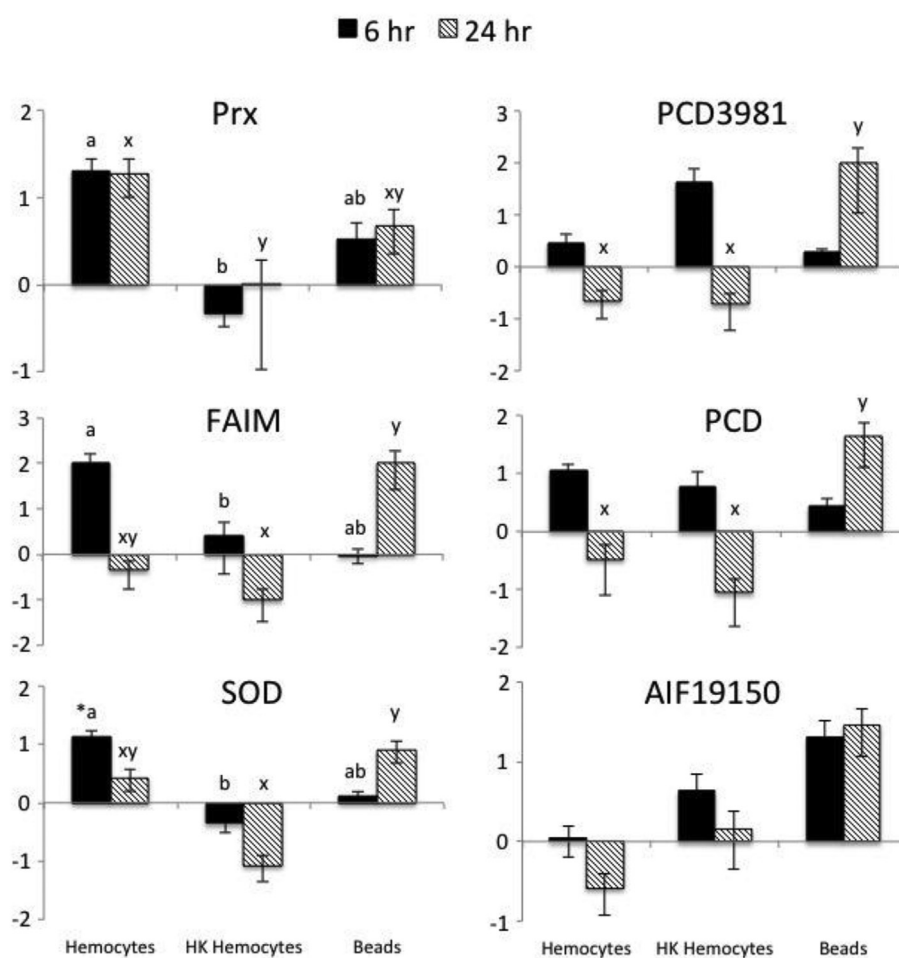 6 hr 24 hr
Prx
2
1
0
-1
a x
b y
ab xy
PCD3981
3
2
1
0
-1
-2
x
x
y
FAIM
3
2
1
0
-1
-2
a
xy
b
x
ab
y
PCD
2
1
0
-1
-2
x
x
y
SOD
2
1
0
-1
-2
*a
xy
b x
ab
y
Hemocytes HK Hemocytes Beads
AIF19150
2
1
0
-1
Hemocytes HK Hemocytes Beads